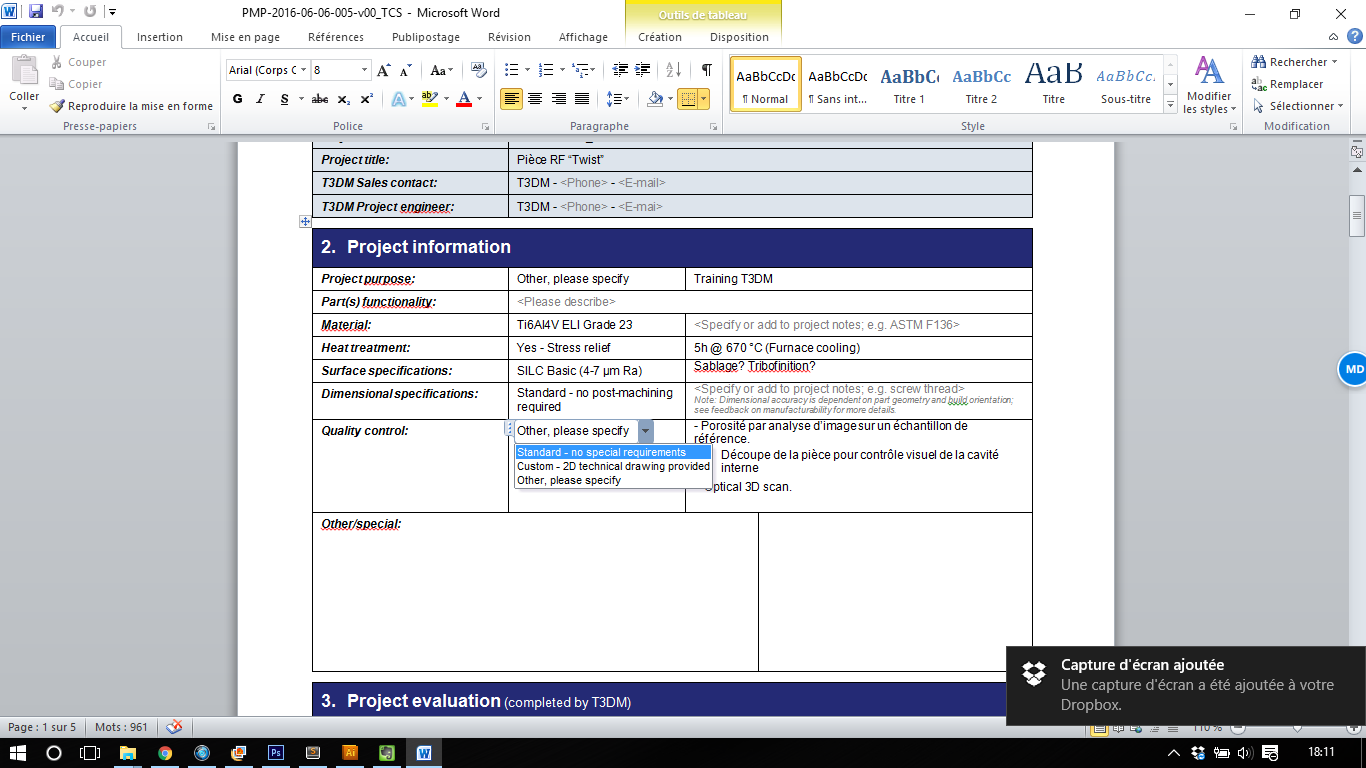 PMP-2016-06-06-005-v00_TCS - Microsoft Word
Outils de tableau
Fichier Accueil Insertion Mise en page Références Publipostage Révision Affichage Création Disposition
Coller
Couper
Copier
Reproduire la mise en forme
Presse-papiers
Arial (Corps C 8
G I S abc x₂ x²
Police
Paragraphe
AaBbCcDc AaBbCcDc AaBbC AaBbCc AaB AaBbCc.
¶ Normal ¶ Sans int... Titre 1 Titre 2 Titre Sous-titre
Style
Modifier
les styles
Rechercher
Remplacer
Sélectionner
Modification
Project title: Pièce RF “Twist”
T3DM Sales contact: T3DM - <Phone> - <E-mail>
T3DM Project engineer: T3DM - <Phone> - <E-mai>
2. Project information
Project purpose: Other, please specify Training T3DM
Part(s) functionality: <Please describe>
Material: Ti6Al4V ELI Grade 23 <Specify or add to project notes; e.g. ASTM F136>
Heat treatment: Yes - Stress relief 5h @ 670 °C (Furnace cooling)
Surface specifications: SILC Basic (4-7 µm Ra) Sablage? Tribofinition?
Dimensional specifications: Standard - no post-machining required
<Specify or add to project notes; e.g. screw thread>
Note: Dimensional accuracy is dependent on part geometry and build orientation;
see feedback on manufacturability for more details.
Quality control: Other, please specify
Standard - no special requirements
Custom - 2D technical drawing provided
Other, please specify
- Porosité par analyse d'image sur un échantillon de
référence.
Découpe de la pièce pour contrôle visuel de la cavité
interne
Optical 3D scan.
Other/special:
3. Project evaluation (completed by T3DM)
MD
Capture d'écran ajoutée
Une capture d'écran a été ajoutée à votre
Dropbox.
Page : 1 sur 5 Mots : 961 110 %
18:11